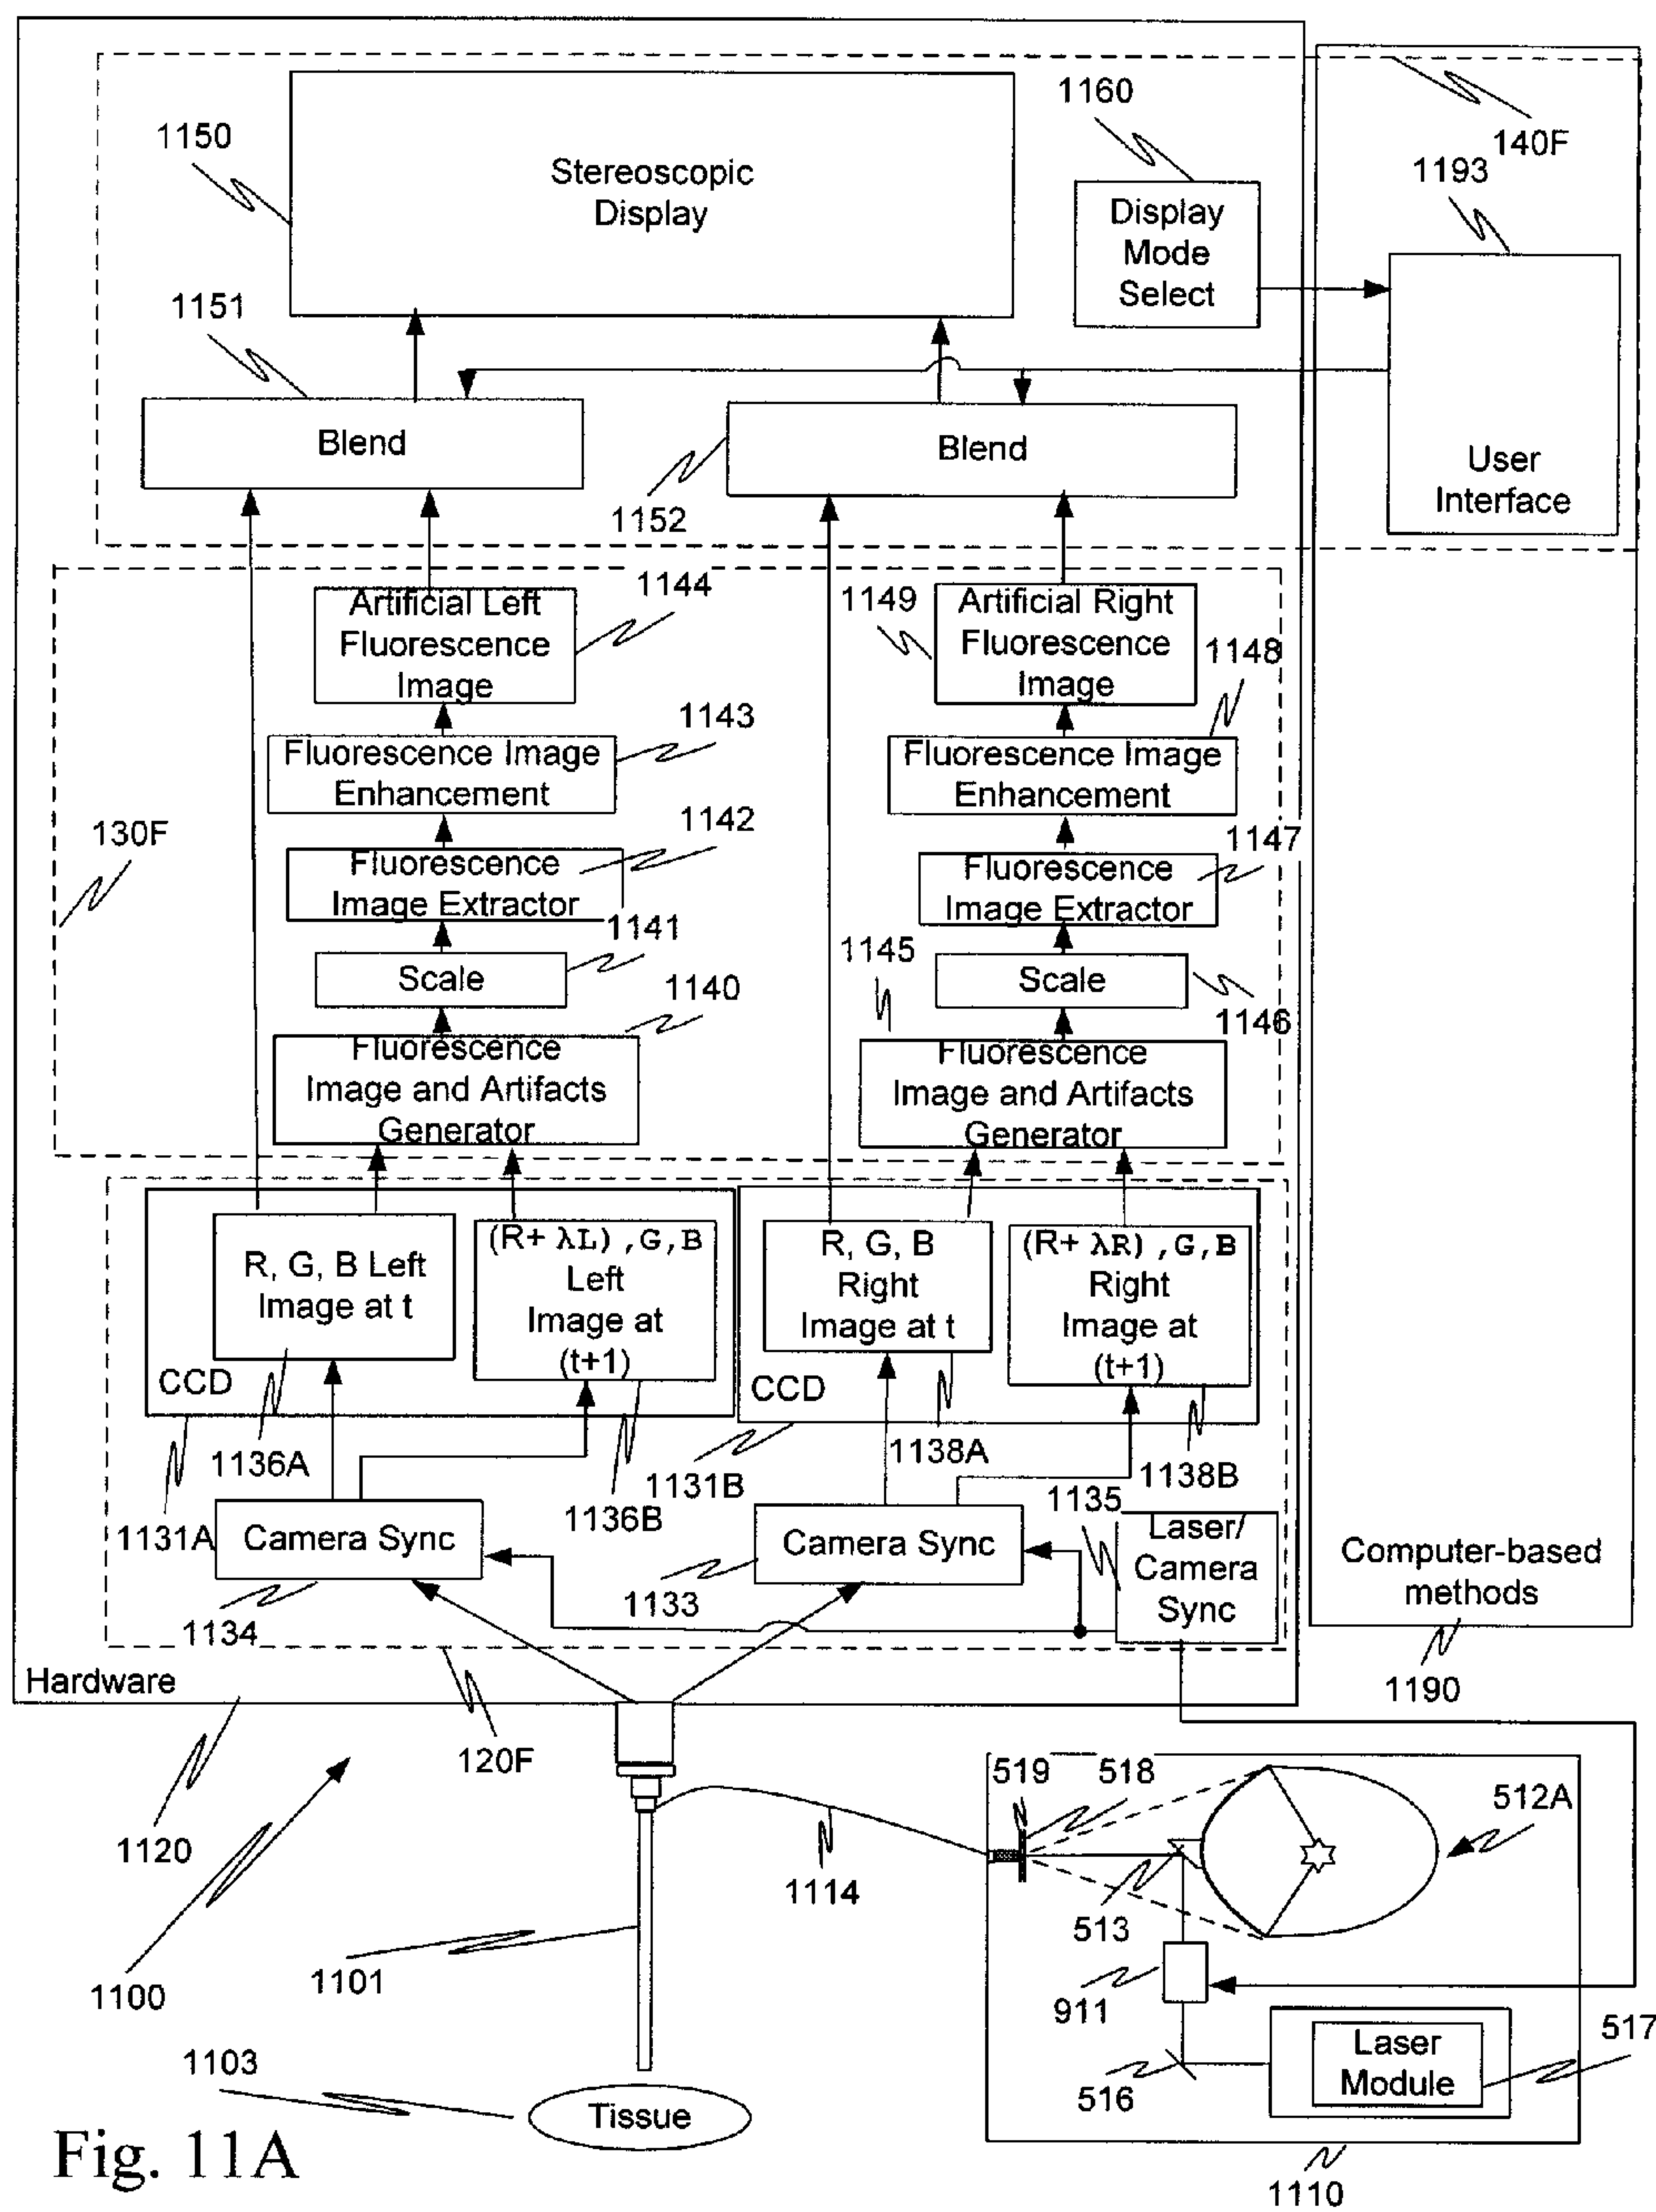 1160
140F
1150
Stereoscopic
Display
1193
Display
Mode
Select
1151
Blend
Blend
User
Interface
1152
1144
Artificial Left
Fluorescence
Image
1149
Artificial Right
Fluorescence
Image
1148
1143
Fluorescence Image
Enhancement
Fluorescence Image
Enhancement
130F
1142
1147
Fluorescence
Image Extractor
Fluorescence
Image Extractor
1141
1145
Scale
Scale
1140
1146
Fluorescence
Image and Artifacts
Generator
Fluorescence
Image and Artifacts
Generator
R, G, B Left
Image at t
(R+ λL) ,G,B
Left
Image at
(t+1)
R, G, B
Right
Image at t
(R+ λR) ,G,B
Right
Image at
(t+1)
CCD
CCD
1136A
1138A
1131B
1138B
1135
1131A
1136B
Camera Sync
Camera Sync
Laser/
Camera
Sync
Computer-based
methods
1134
1133
Hardware
1190
120F
1120
519
518
512A
1114
513
1100
1101
911
517
Laser
Module
1103
516
Tissue
Fig. 11A
1110